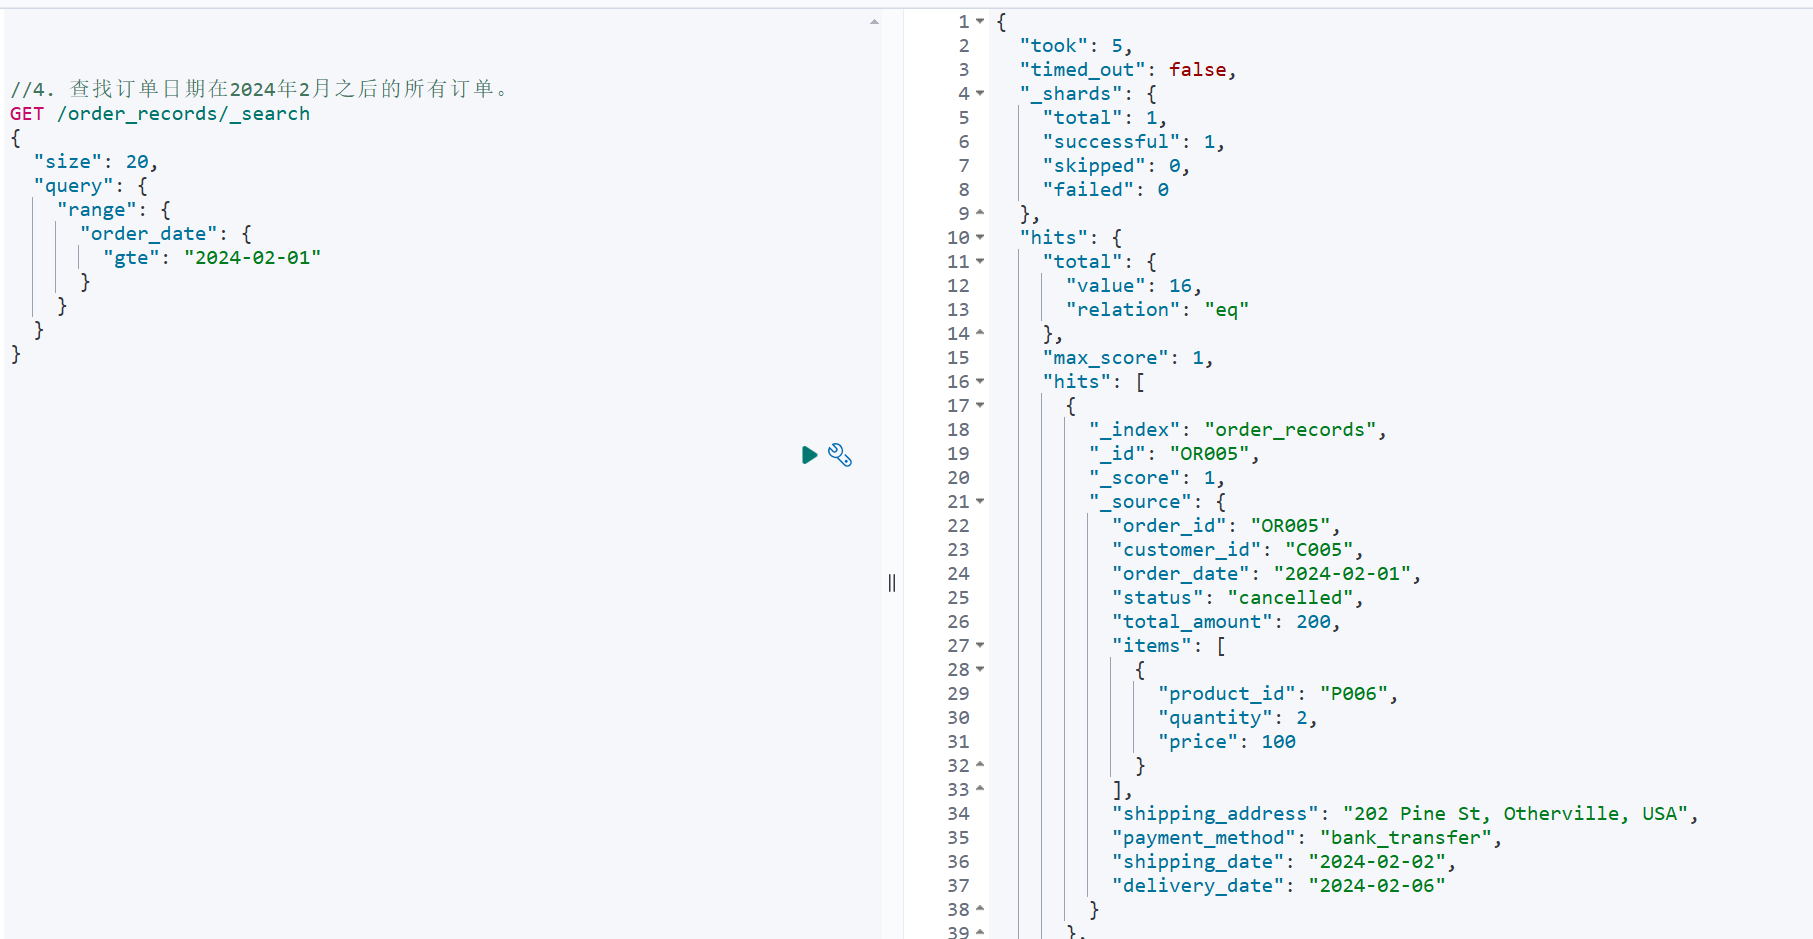 //4. 查找订单日期在2024年2月之后的所有订单。
GET /order_records/_search
{
  "size": 20,
  "query": {
    "range": {
      "order_date": {
        "gte": "2024-02-01"
      }
    }
  }
}
1 {
2   "took": 5,
3   "timed_out": false,
4   "_shards": {
5     "total": 1,
6     "successful": 1,
7     "skipped": 0,
8     "failed": 0
9   },
10   "hits": {
11     "total": {
12       "value": 16,
13       "relation": "eq"
14     },
15     "max_score": 1,
16     "hits": [
17       {
18         "_index": "order_records",
19         "_id": "OR005",
20         "_score": 1,
21         "_source": {
22           "order_id": "OR005",
23           "customer_id": "C005",
24           "order_date": "2024-02-01",
25           "status": "cancelled",
26           "total_amount": 200,
27           "items": [
28             {
29               "product_id": "P006",
30               "quantity": 2,
31               "price": 100
32             }
33           ],
34           "shipping_address": "202 Pine St, Otherville, USA",
35           "payment_method": "bank_transfer",
36           "shipping_date": "2024-02-02",
37           "delivery_date": "2024-02-06"
38         }
39       },